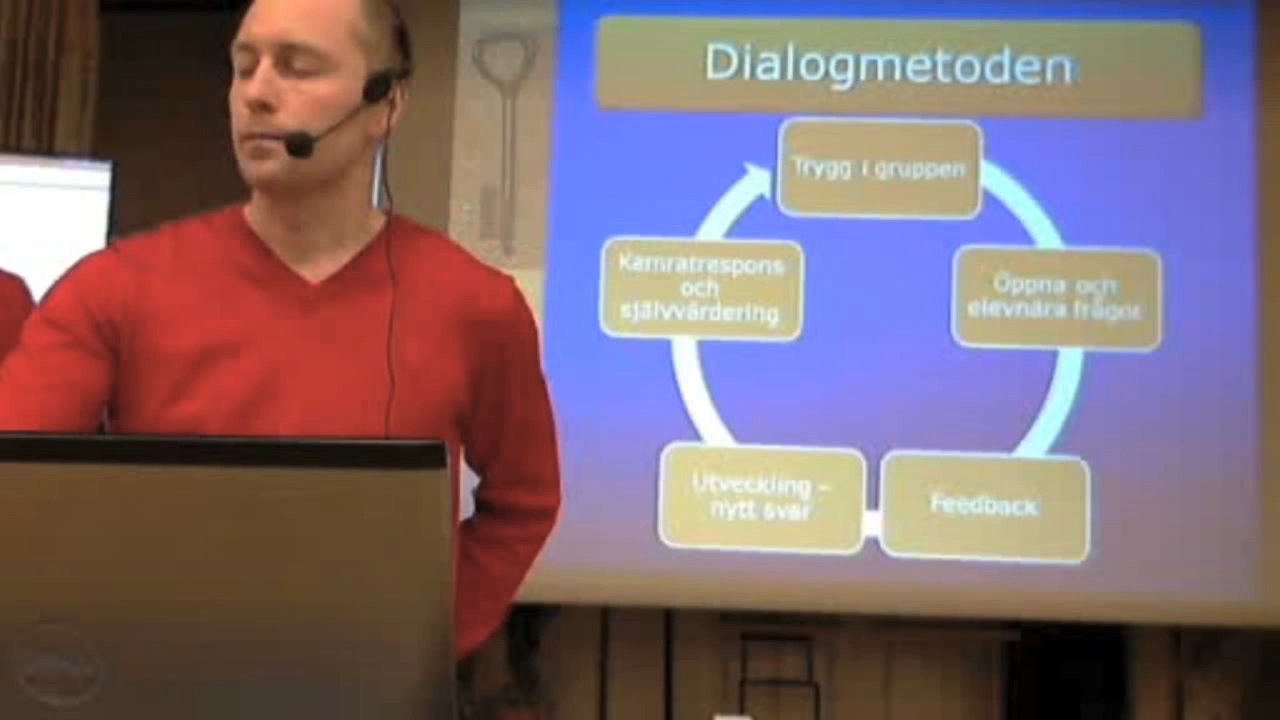 Dialogmetoden
Trygg i gruppen
Öppna och
elevnära frågor
Feedback
Utveckling –
nytt svar
Kamratrespons
och
självvärdering